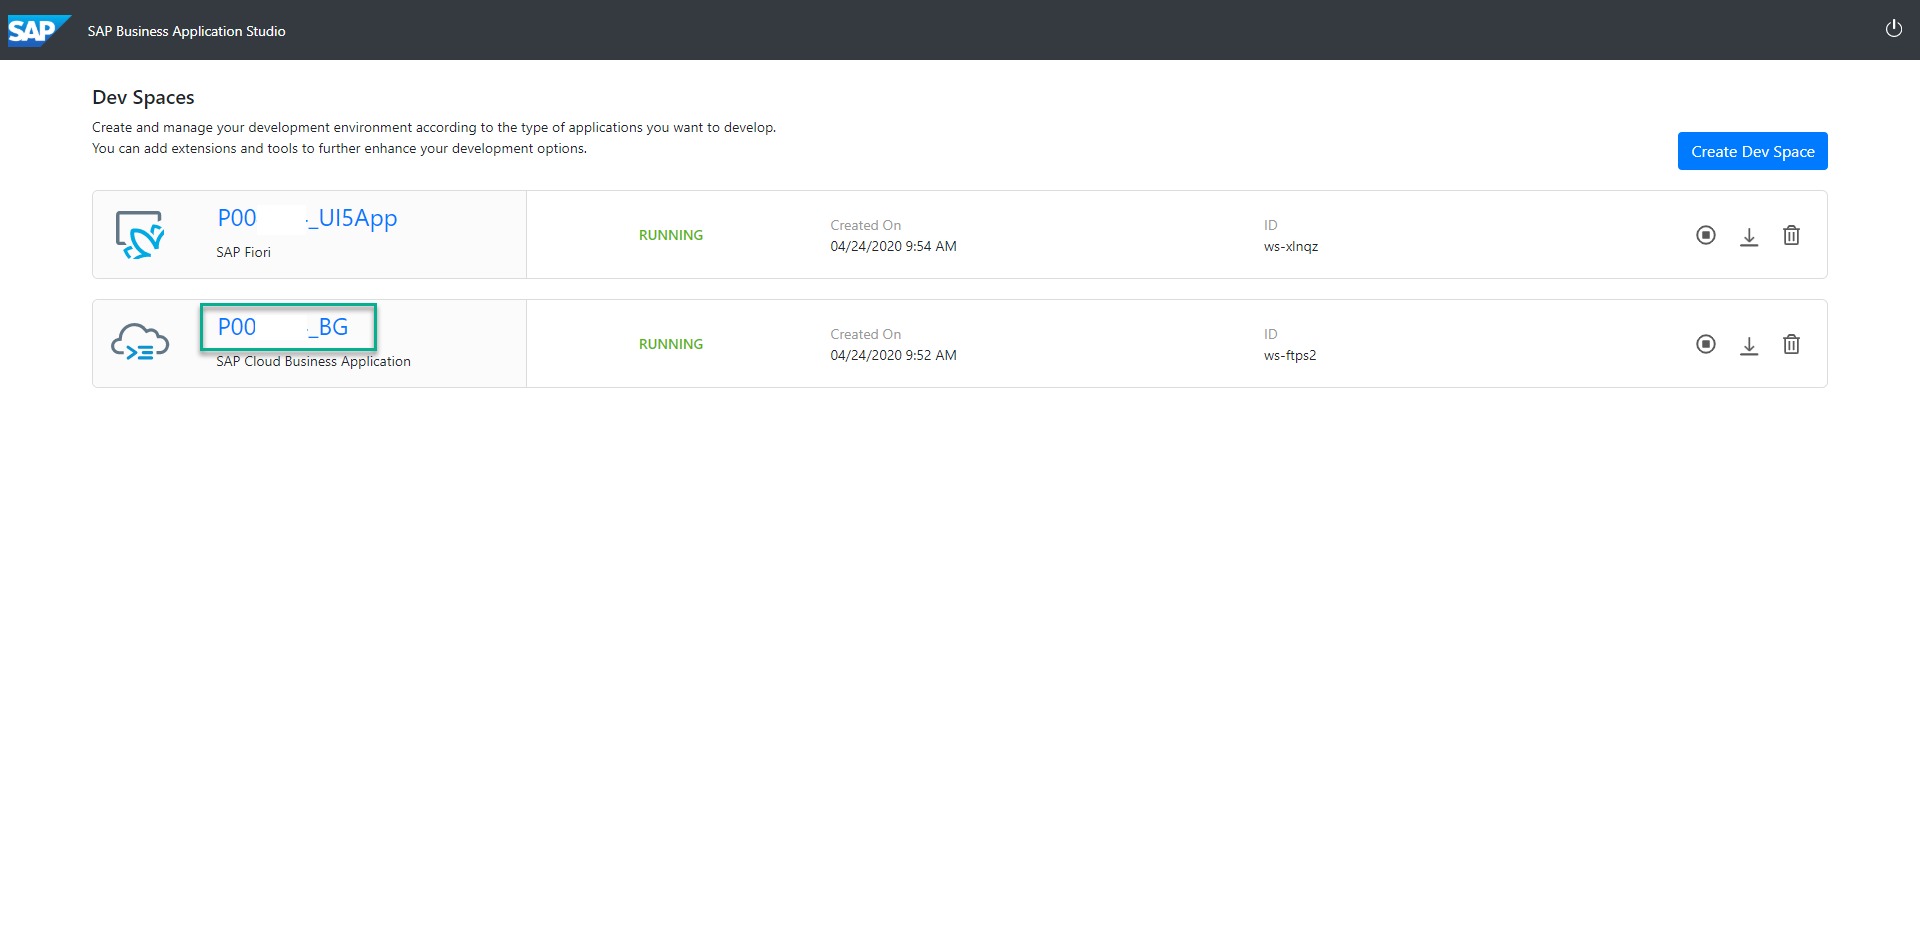 SAP SAP Business Application Studio
Dev Spaces
Create and manage your development environment according to the type of applications you want to develop.
You can add extensions and tools to further enhance your development options.
Create Dev Space
P00 _UI5App
SAP Fiori
RUNNING
Created On
04/24/2020 9:54 AM
ID
ws-xlnqz
P00 _BG
SAP Cloud Business Application
RUNNING
Created On
04/24/2020 9:52 AM
ID
ws-ftps2